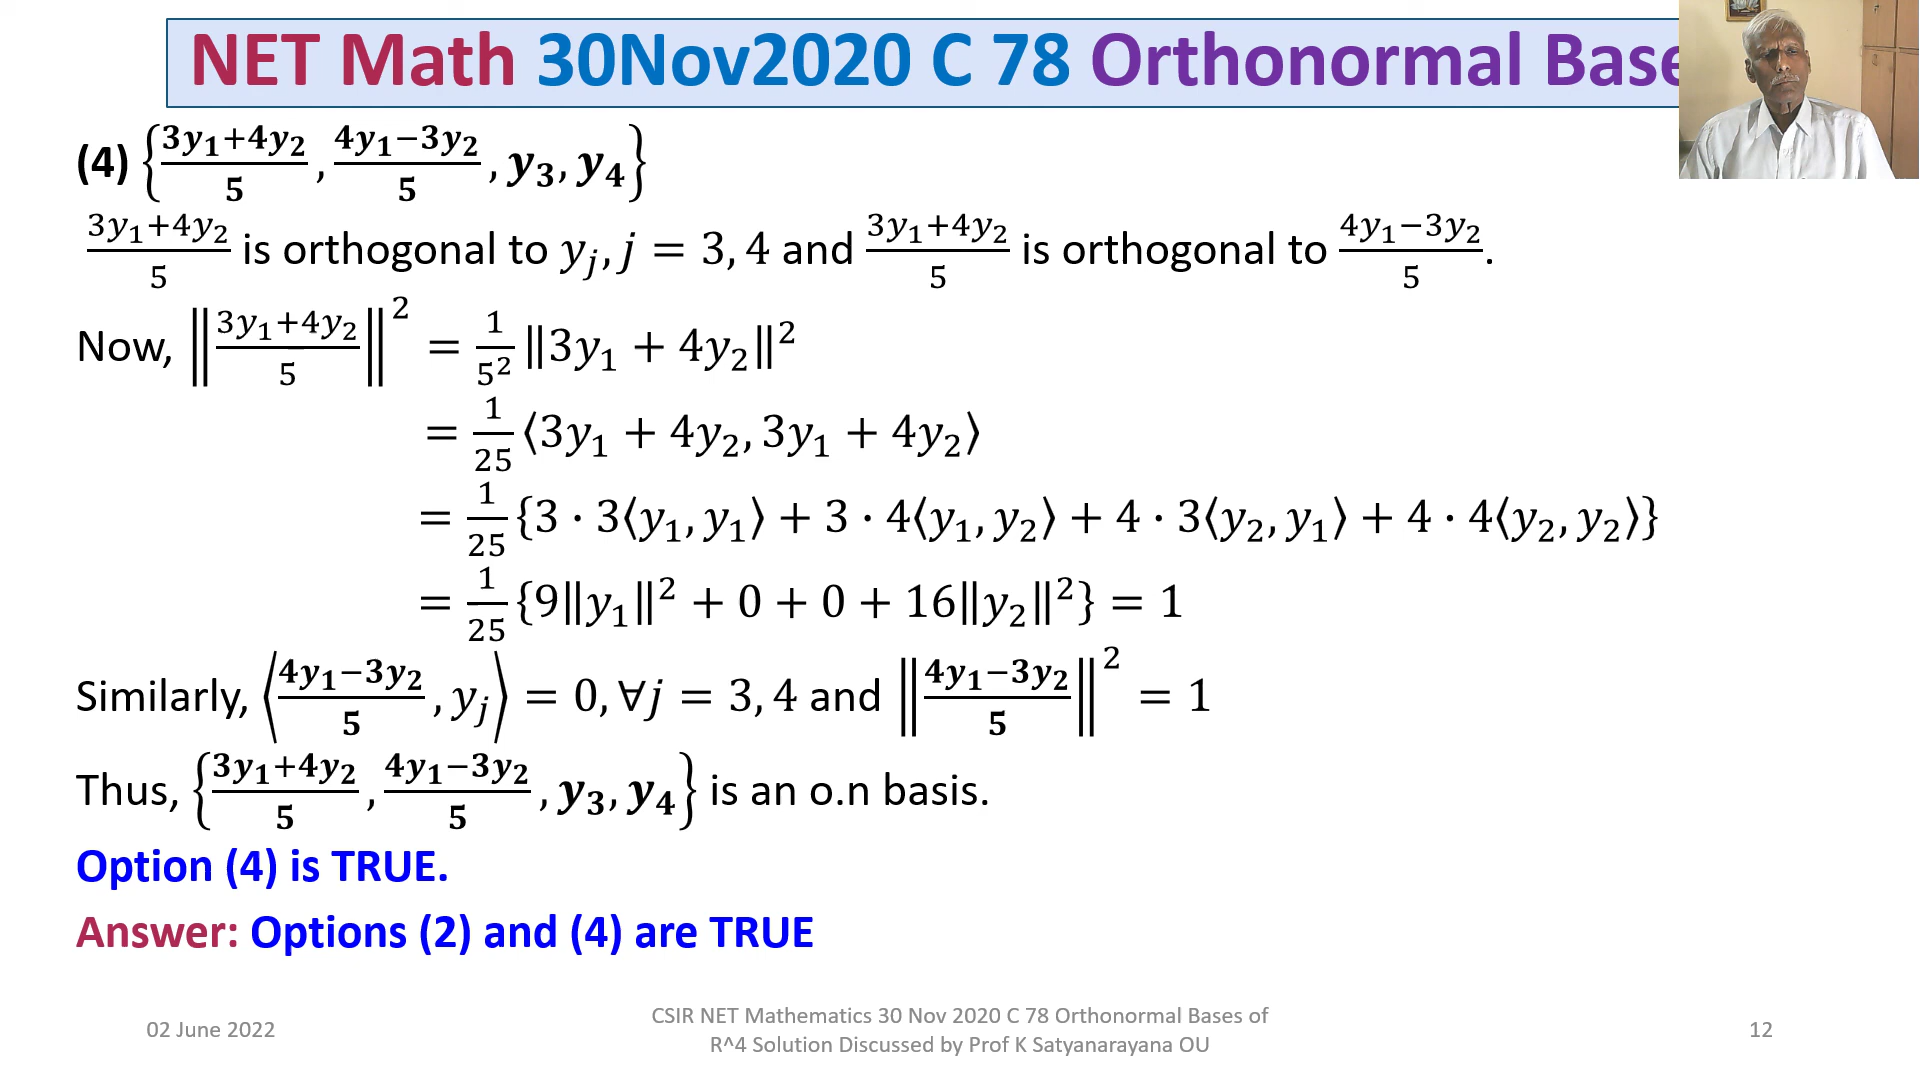 NET Math 30Nov2020 C 78 Orthonormal Base
(4) {(3y₁+4y₂)/5, (4y₁−3y₂)/5, y₃, y₄}
(3y₁+4y₂)/5 is orthogonal to yⱼ, j = 3, 4 and (3y₁+4y₂)/5 is orthogonal to (4y₁−3y₂)/5.
Now, ‖(3y₁+4y₂)/5‖² = 1/5² ‖3y₁ + 4y₂‖²
= 1/25 ⟨3y₁ + 4y₂, 3y₁ + 4y₂⟩
= 1/25 {3 · 3⟨y₁, y₁⟩ + 3 · 4⟨y₁, y₂⟩ + 4 · 3⟨y₂, y₁⟩ + 4 · 4⟨y₂, y₂⟩}
= 1/25 {9‖y₁‖² + 0 + 0 + 16‖y₂‖²} = 1
Similarly, ⟨(4y₁−3y₂)/5, yⱼ⟩ = 0, ∀j = 3, 4 and ‖(4y₁−3y₂)/5‖² = 1
Thus, {(3y₁+4y₂)/5, (4y₁−3y₂)/5, y₃, y₄} is an o.n basis.
Option (4) is TRUE.
Answer: Options (2) and (4) are TRUE
02 June 2022
CSIR NET Mathematics 30 Nov 2020 C 78 Orthonormal Bases of
R^4 Solution Discussed by Prof K Satyanarayana OU
12